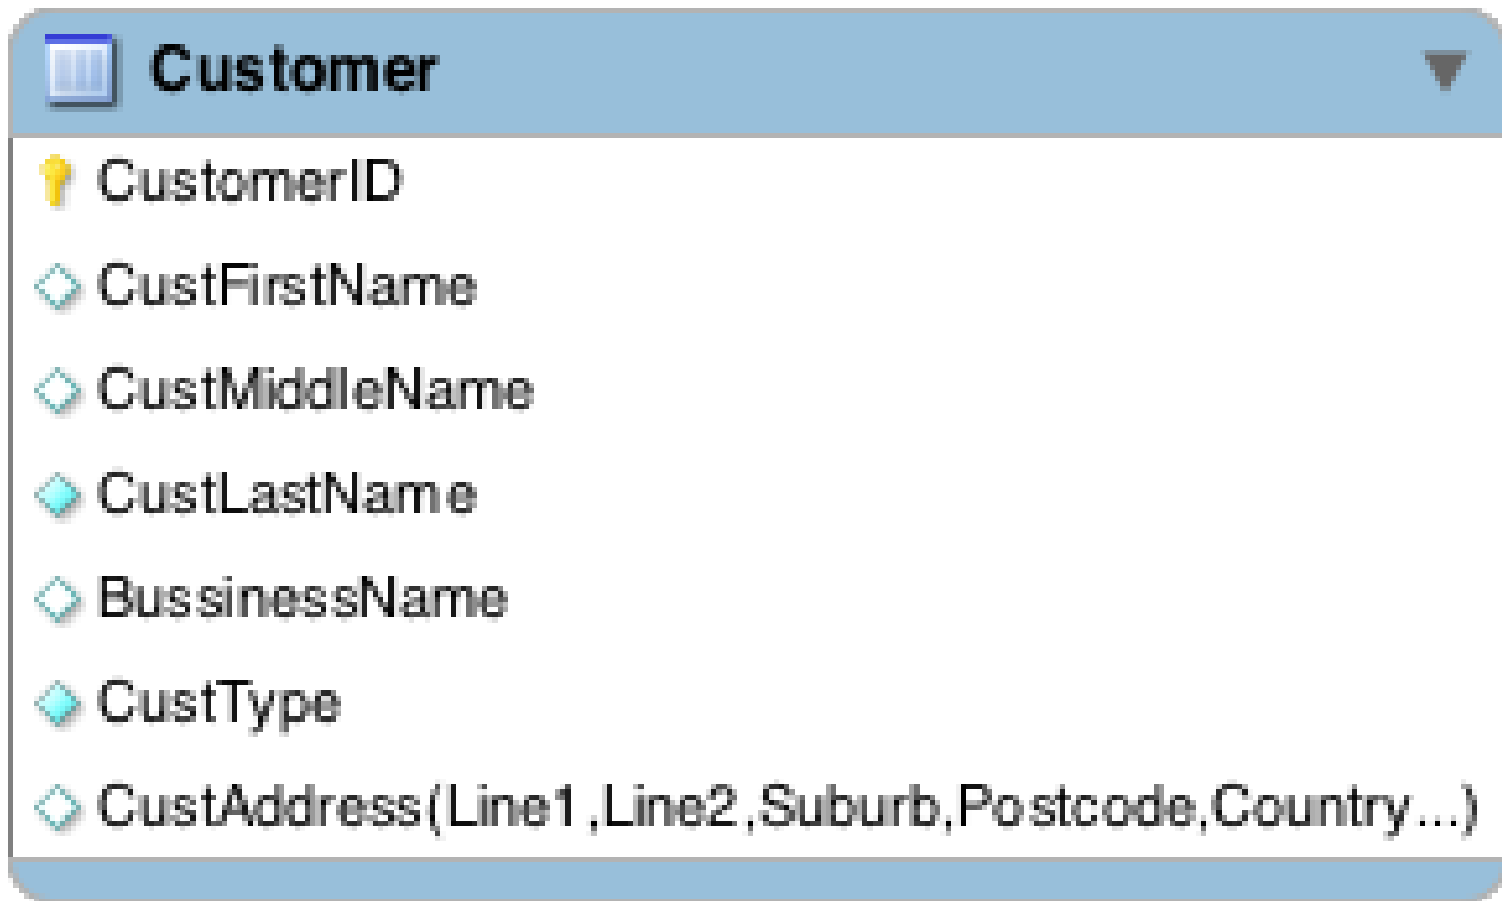 Customer
CustomerID
CustFirstName
CustMiddleName
CustLastName
BussinessName
CustType
CustAddress(Line1,Line2,Suburb,Postcode,Country...)